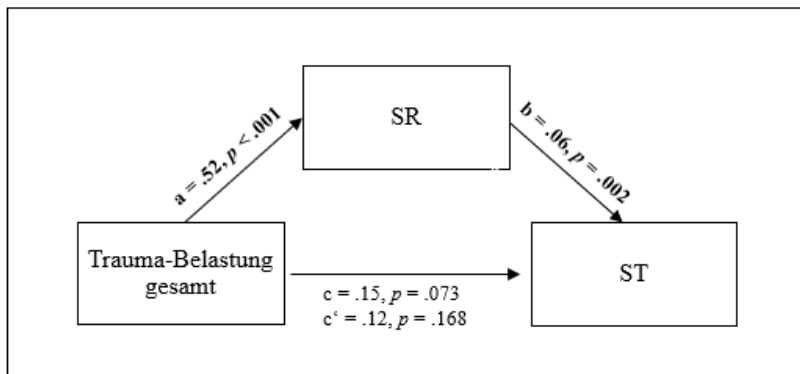 SR
a = .52, p < .001
b = .06, p = .002
Trauma-Belastung
gesamt
ST
c = .15, p = .073
c‘ = .12, p = .168